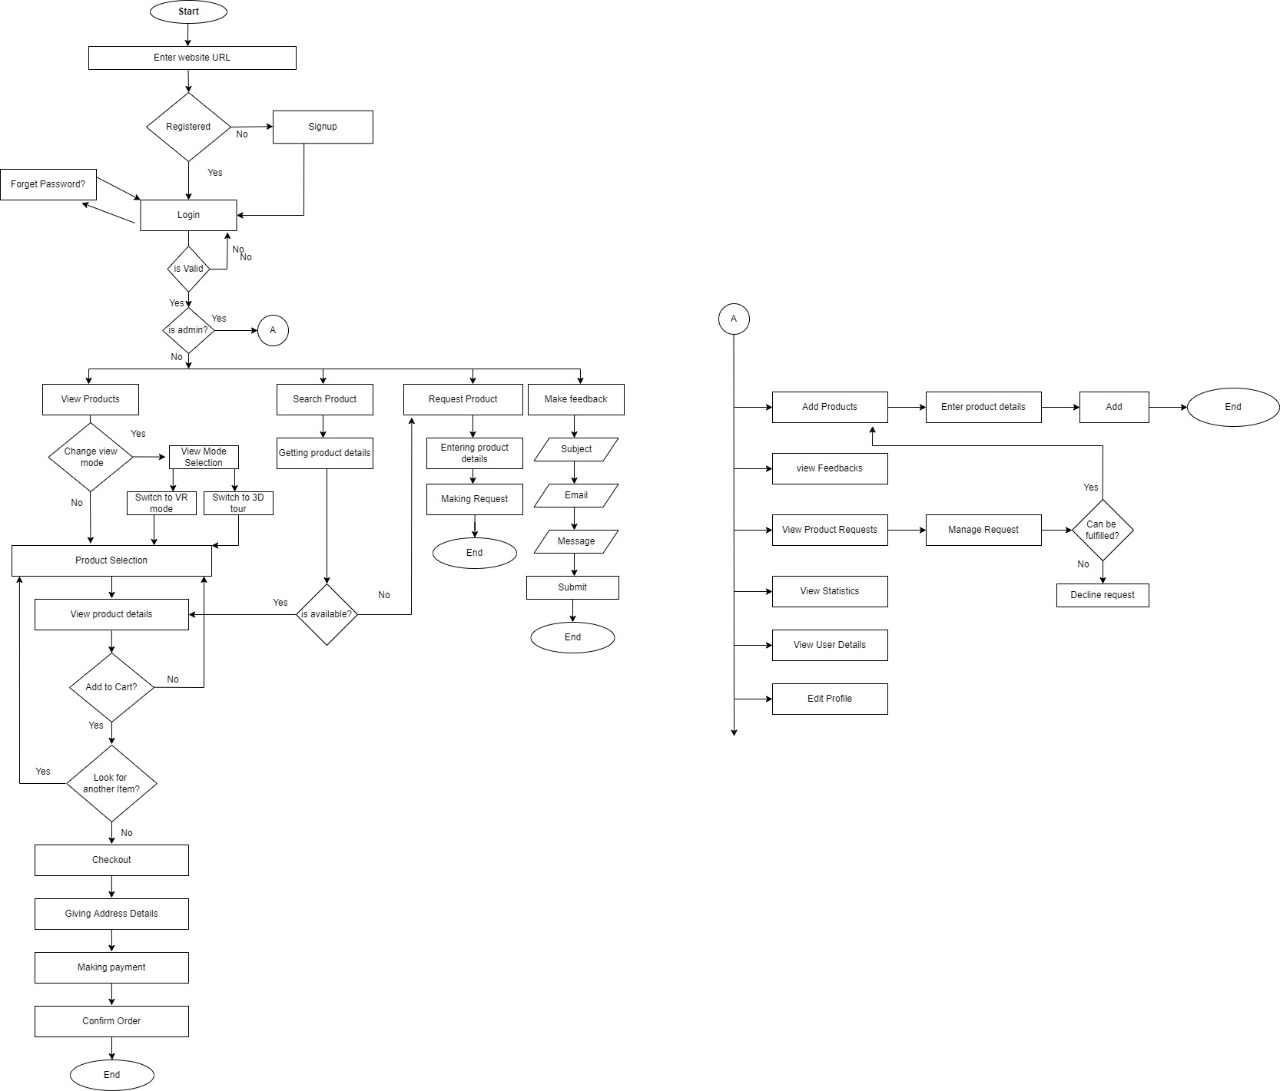 Start
Enter website URL
Registered
No
Signup
Yes
Forget Password?
Login
No
No
is Valid
Yes
is admin?
Yes
A
No
View Products
Search Product
Request Product
Make feedback
Change view
mode
Yes
View Mode
Selection
No
Switch to VR
mode
Switch to 3D
tour
Getting product details
Entering product
details
Making Request
End
Subject
Email
Message
Submit
End
Product Selection
View product details
Yes
is available?
No
Add to Cart?
No
Yes
Look for
another Item?
Yes
No
Checkout
Giving Address Details
Making payment
Confirm Order
End
A
Add Products
Enter product details
Add
End
view Feedbacks
Yes
View Product Requests
Manage Request
Can be
fulfilled?
No
Decline request
View Statistics
View User Details
Edit Profile